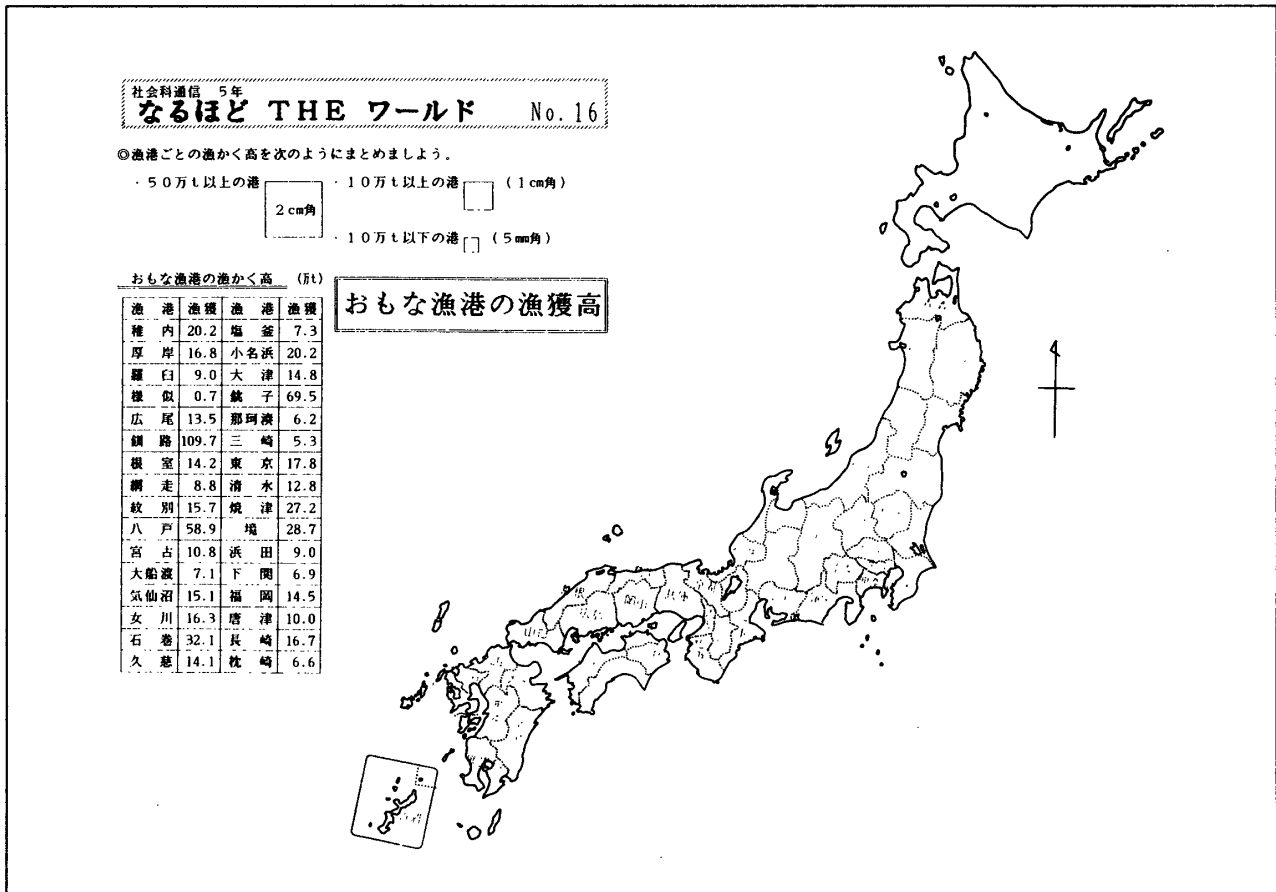 社会科通信 5年
なるほど THE ワールド No.16
◎漁港ごとの漁かく高を次のようにまとめましよう。
・50万t以上の港 ・10万t以上の港 (1cm角)
2cm角
・10万t以下の港 (5mm角)
おもな漁港の漁かく高 (万t)
おもな漁港の漁獲高
漁港 漁獲 漁港 漁獲
稚内 20.2 塩釜 7.3
厚岸 16.8 小名浜 20.2
羅臼 9.0 大津 14.8
様似 0.7 銚子 69.5
広尾 13.5 那珂湊 6.2
釧路 109.7 三崎 5.3
根室 14.2 東京 17.8
網走 8.8 清水 12.8
紋別 15.7 焼津 27.2
八戸 58.9 境 28.7
宮古 10.8 浜田 9.0
大船渡 7.1 下関 6.9
気仙沼 15.1 福岡 14.5
女川 16.3 唐津 10.0
石巻 32.1 長崎 16.7
久慈 14.1 枕崎 6.6